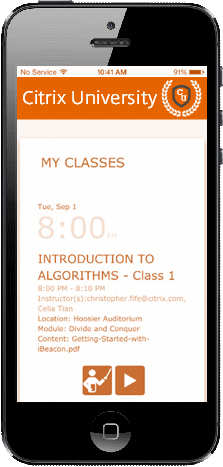 No Service 10:41 AM 91%
Citrix University CU
MY CLASSES
Tue, Sep 1
8:00 PM
INTRODUCTION TO
ALGORITHMS - Class 1
8:00 PM - 8:10 PM
Instructor(s):christopher.fife@citrix.com,
Celia Tian
Location: Hoosier Auditorium
Module: Divide and Conquer
Content: Getting-Started-with-
iBeacon.pdf